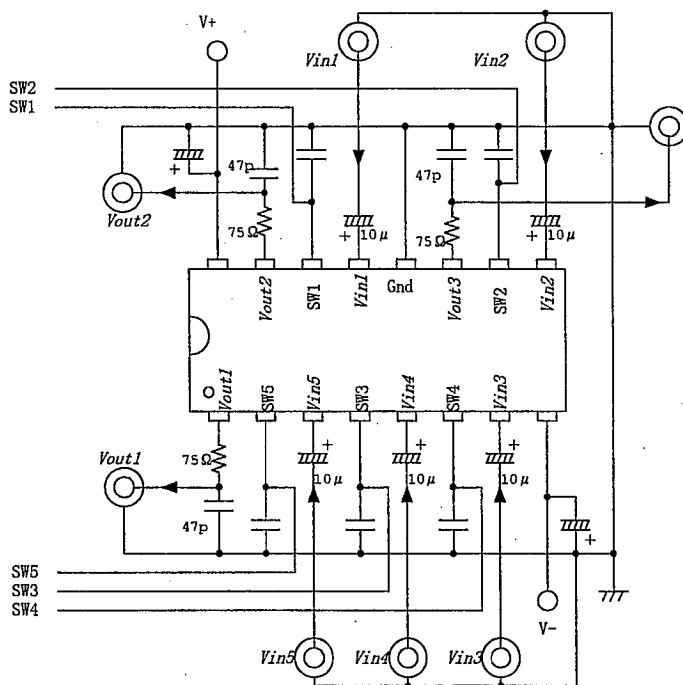 V+
Vin1
Vin2
SW2
SW1
+
47p
47p
Vout2
75Ω
+ 10μ
75Ω
+ 10μ
Vout2
SW1
Vin1
Gnd
Vout3
SW2
Vin2
Vout1
SW5
Vin5
SW3
Vin4
SW4
Vin3
Vout1
75Ω
+
10μ
+
10μ
+
10μ
47p
+
SW5
SW3
SW4
V-
Vin5
Vin4
Vin3